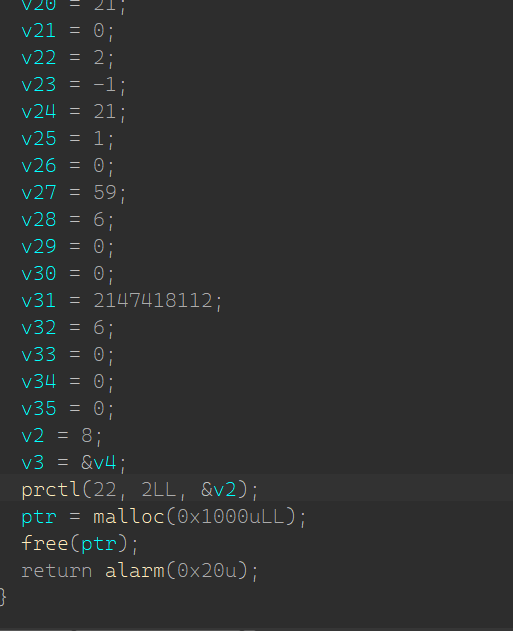 v20 = 21;
v21 = 0;
v22 = 2;
v23 = -1;
v24 = 21;
v25 = 1;
v26 = 0;
v27 = 59;
v28 = 6;
v29 = 0;
v30 = 0;
v31 = 2147418112;
v32 = 6;
v33 = 0;
v34 = 0;
v35 = 0;
v2 = 8;
v3 = &v4;
prctl(22, 2LL, &v2);
ptr = malloc(0x1000uLL);
free(ptr);
return alarm(0x20u);
}